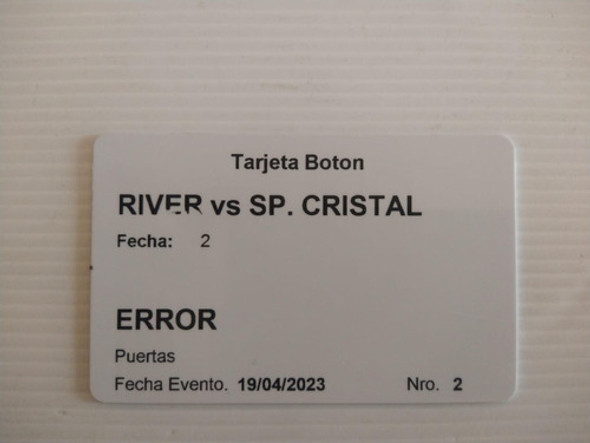 Tarjeta Boton
RIVER vs SP. CRISTAL
Fecha: 2
ERROR
Puertas
Fecha Evento. 19/04/2023 Nro. 2